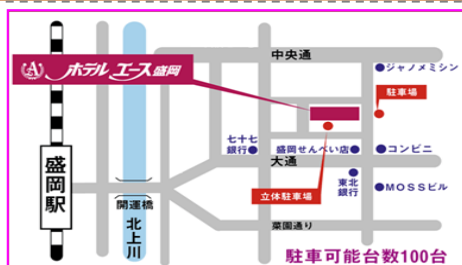 中央通
ジャノメミシン
ホテル エース 盛岡
駐車場
七十七
銀行
盛岡せんべい店
コンビニ
大通
盛岡駅
立体駐車場
東北
銀行
MOSSビル
開運橋
北上川
菜園通り
駐車可能台数100台